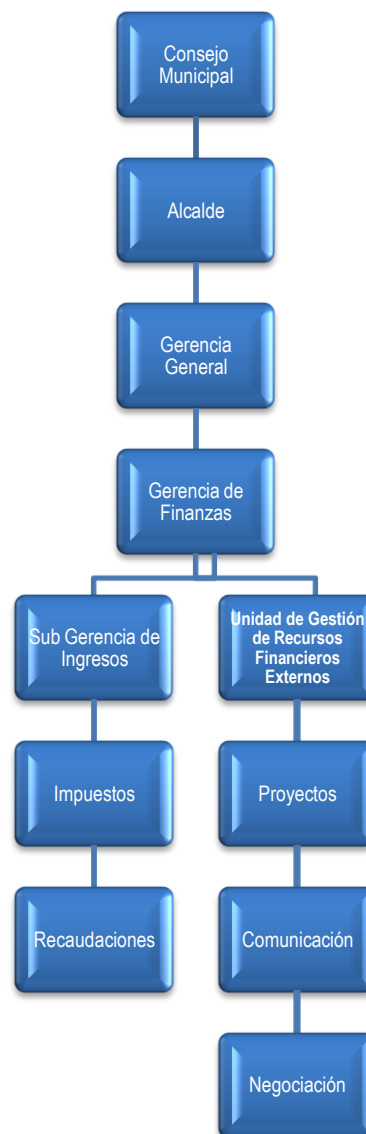 Consejo
Municipal
Alcalde
Gerencia
General
Gerencia de
Finanzas
Sub Gerencia de
Ingresos
Unidad de Gestión
de Recursos
Financieros
Externos
Impuestos
Proyectos
Recaudaciones
Comunicación
Negociación